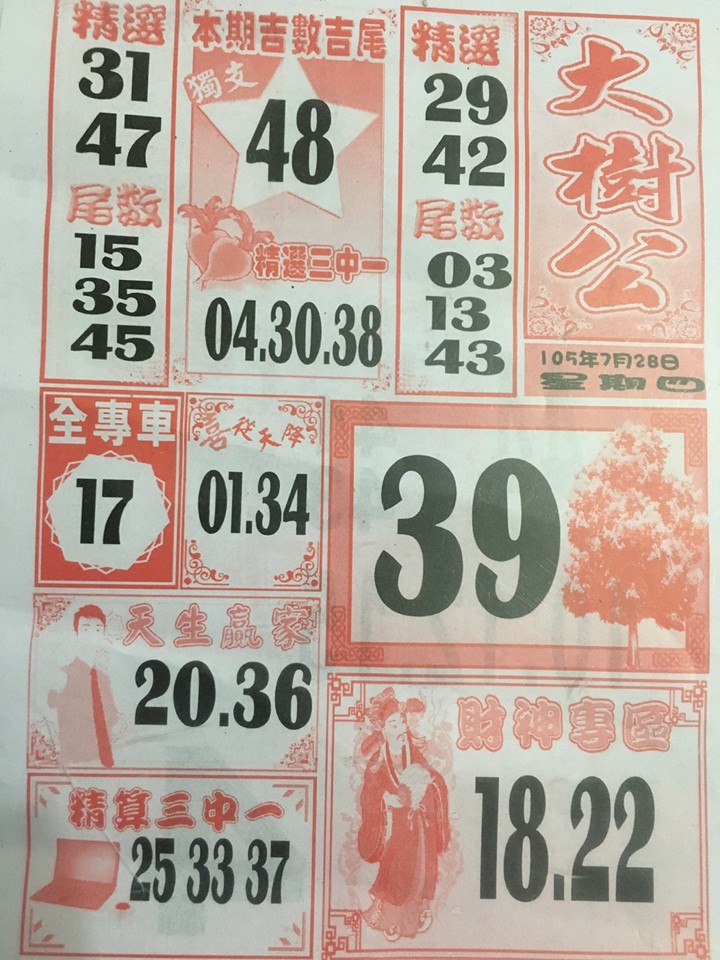 精選
31
47
尾数
15
35
45
本期吉數吉尾
獨支
48
精選三中一
04.30.38
精選
29
42
尾数
03
13
43
大樹公
105年7月28日
星期四
全專車
17
喜從天降
01.34
39
天生贏家
20.36
精算三中一
25 33 37
財神專區
18.22